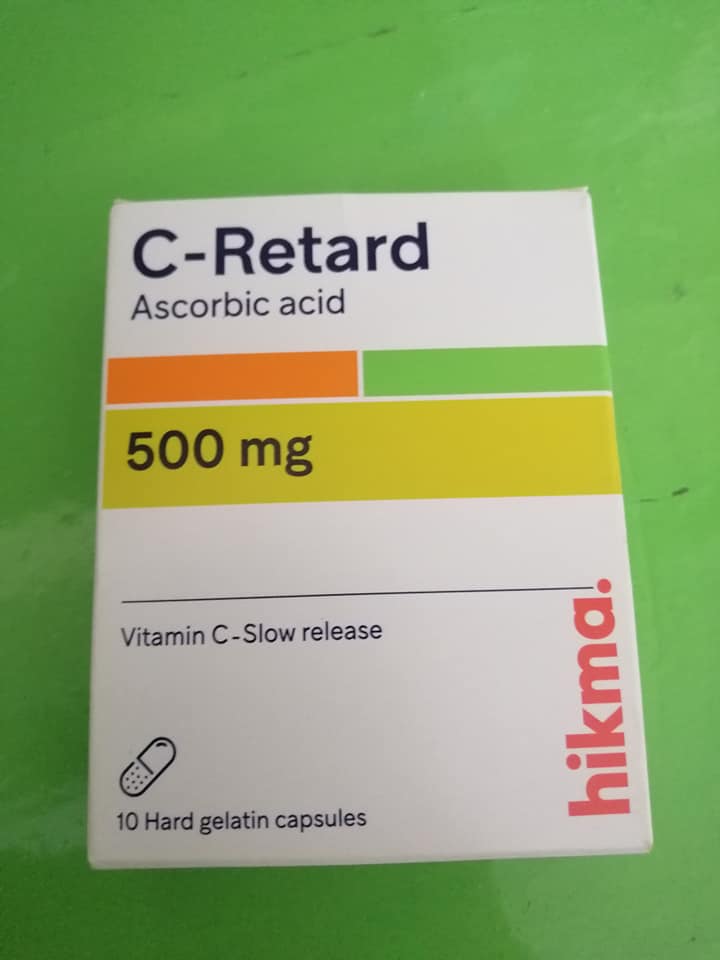 C-Retard
Ascorbic acid
500 mg
Vitamin C-Slow release
10 Hard gelatin capsules
hikma.